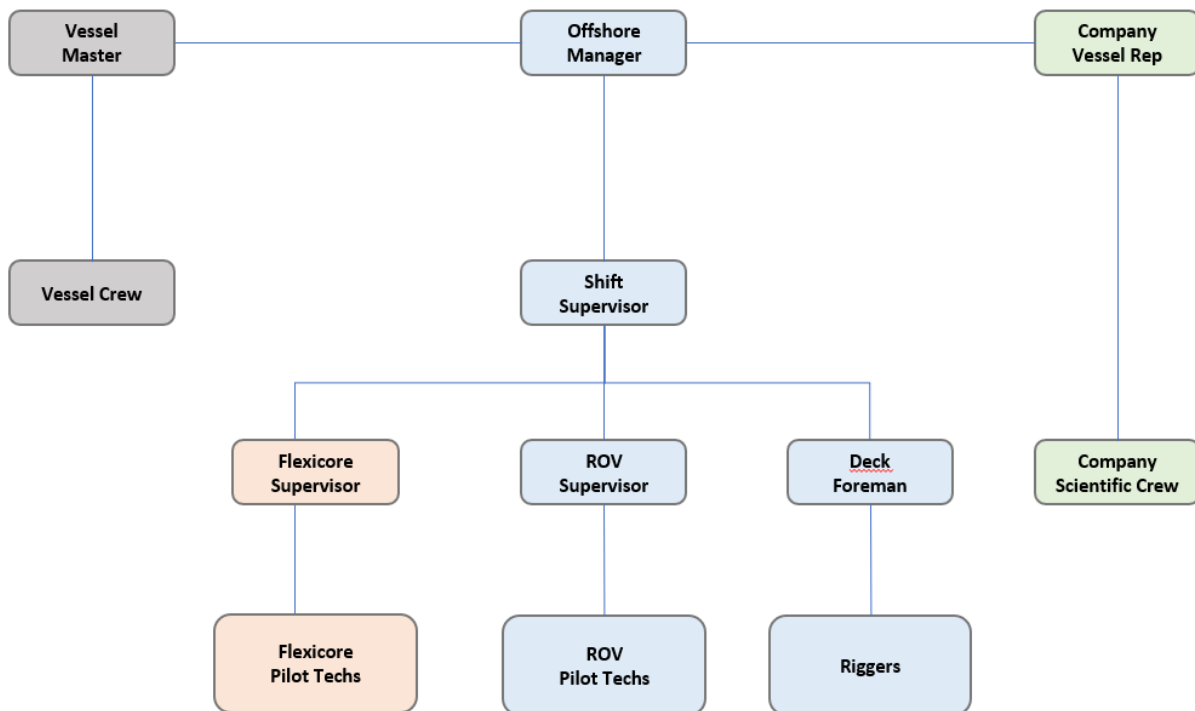 Vessel
Master
Offshore
Manager
Company
Vessel Rep
Vessel Crew
Shift
Supervisor
Flexicore
Supervisor
ROV
Supervisor
Deck
Foreman
Company
Scientific Crew
Flexicore
Pilot Techs
ROV
Pilot Techs
Riggers